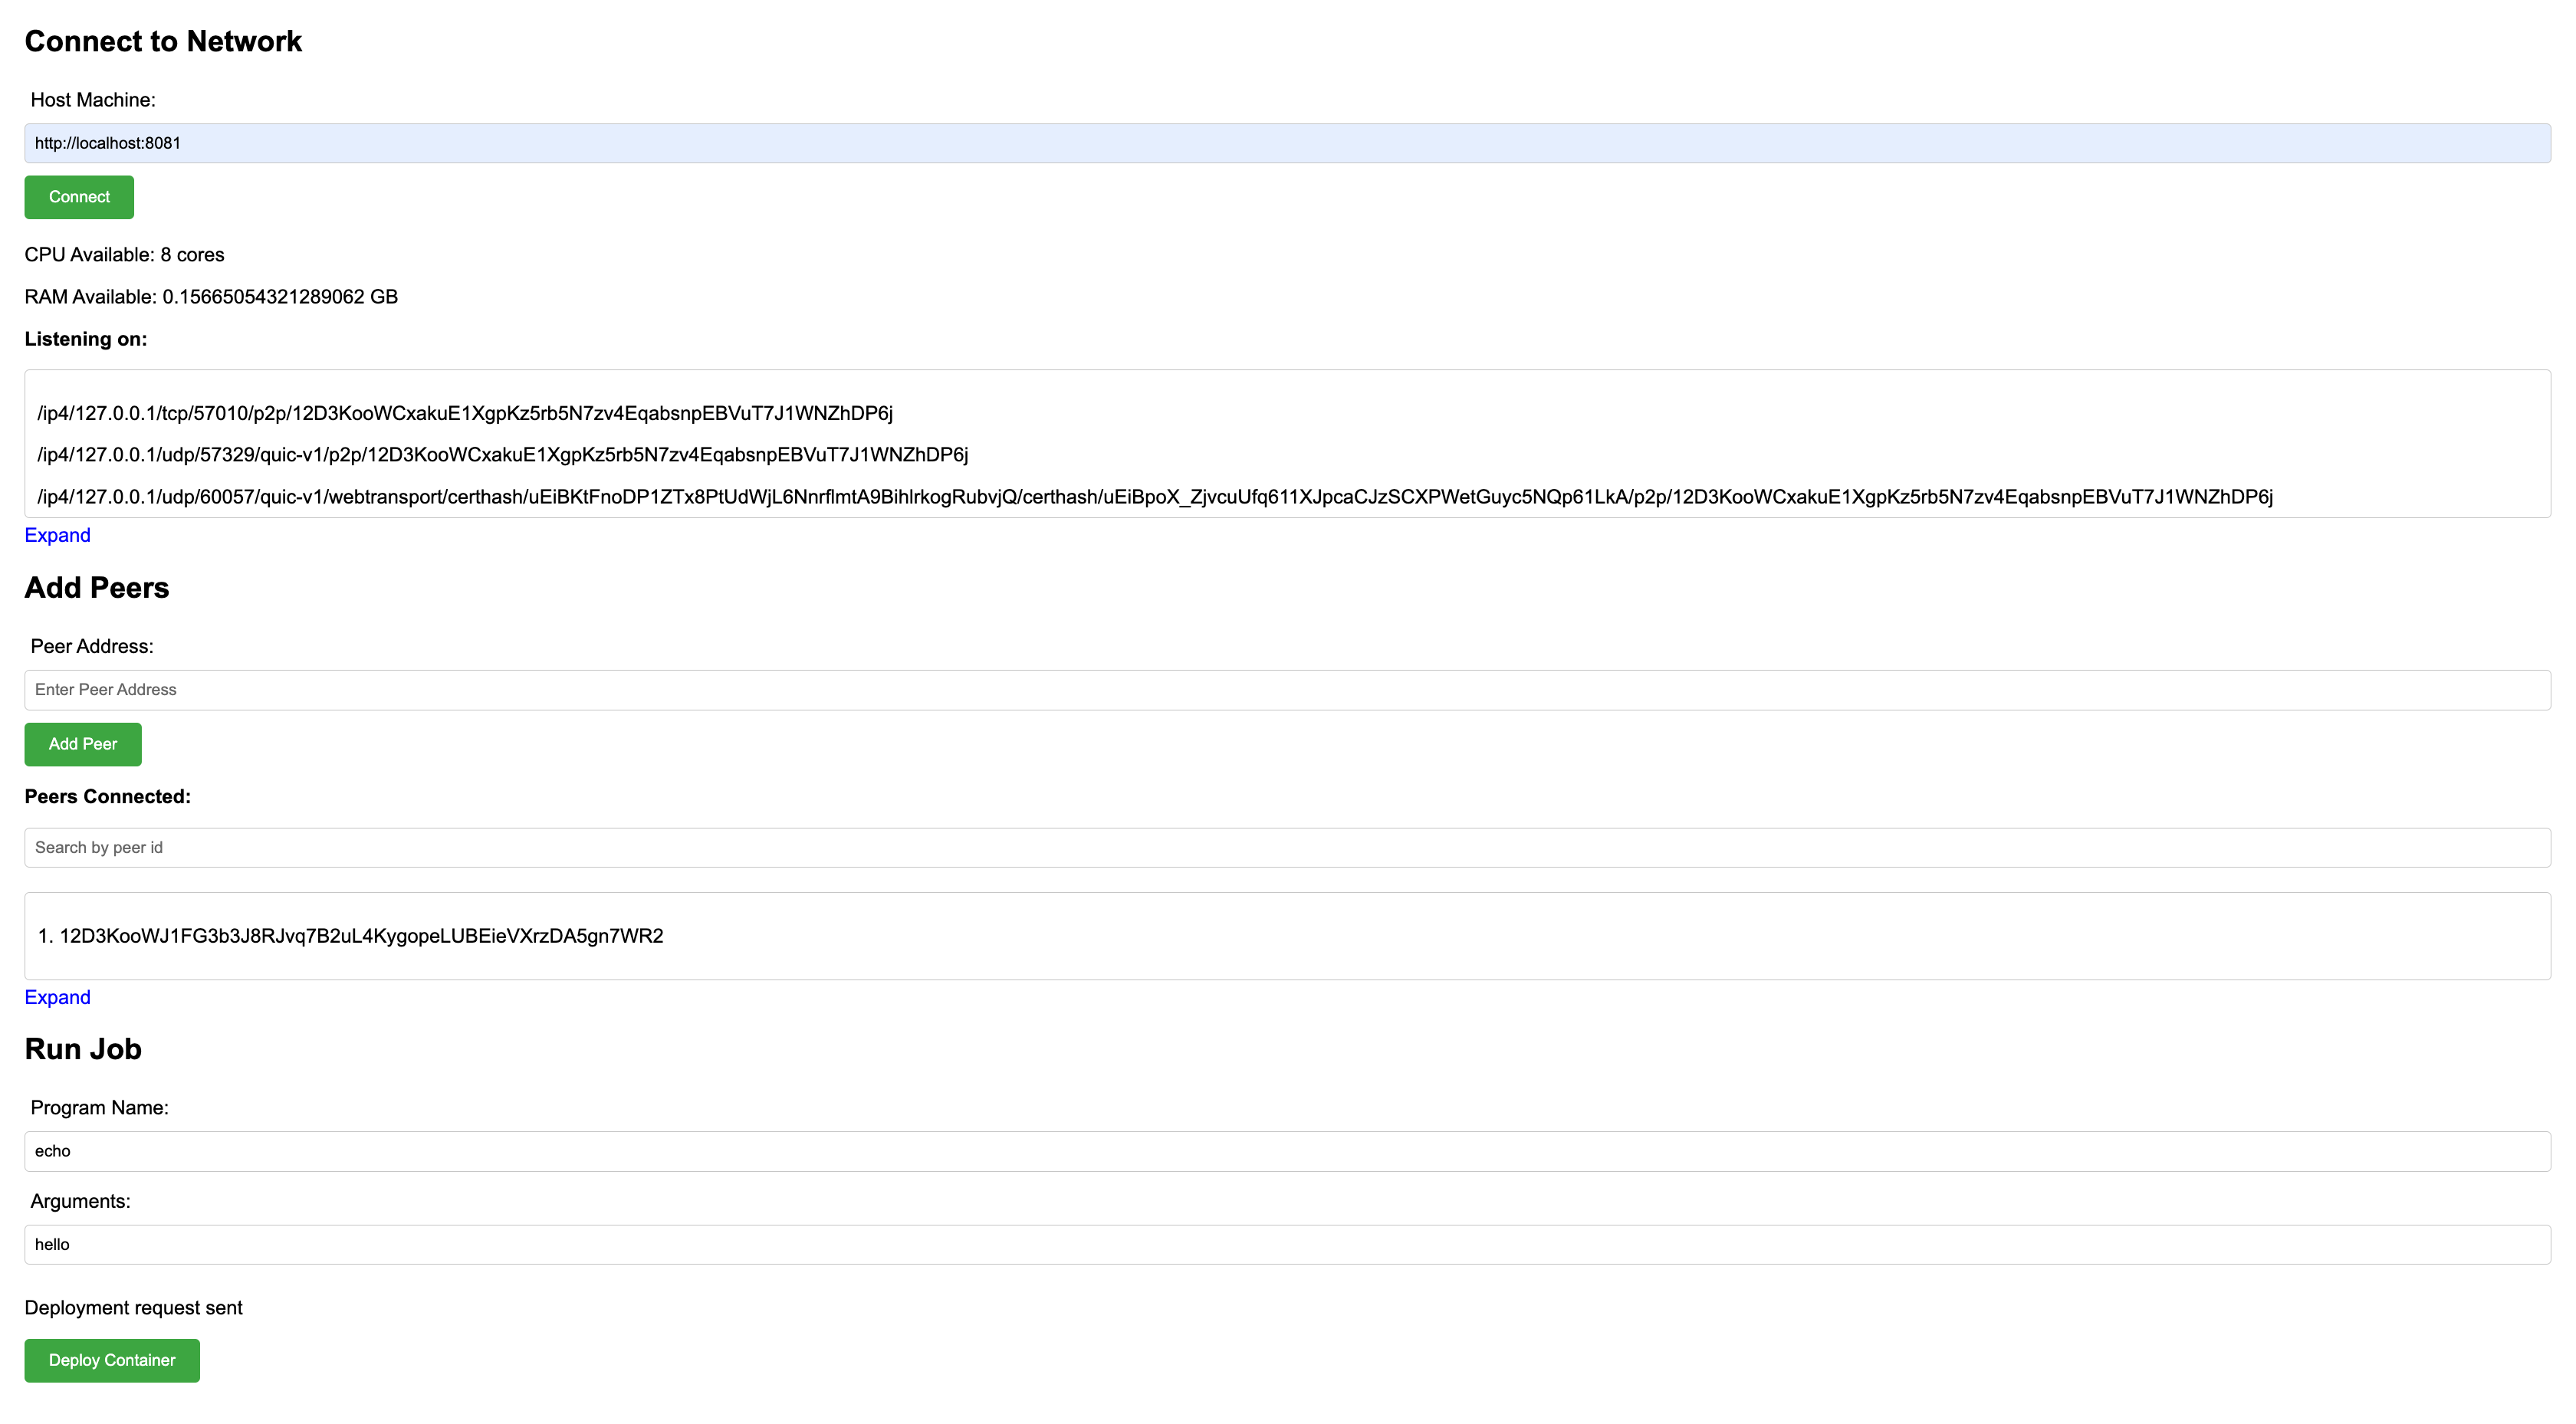 Connect to Network
Host Machine:
http://localhost:8081
Connect
CPU Available: 8 cores
RAM Available: 0.15665054321289062 GB
Listening on:
/ip4/127.0.0.1/tcp/57010/p2p/12D3KooWCxakuE1XgpKz5rb5N7zv4EqabsnpEBVuT7J1WNZhDP6j
/ip4/127.0.0.1/udp/57329/quic-v1/p2p/12D3KooWCxakuE1XgpKz5rb5N7zv4EqabsnpEBVuT7J1WNZhDP6j
/ip4/127.0.0.1/udp/60057/quic-v1/webtransport/certhash/uEiBKtFnoDP1ZTx8PtUdWjL6NnrflmtA9BihlrkogRubvjQ/certhash/uEiBpoX_ZjvcuUfq611XJpcaCJzSCXPWetGuyc5NQp61LkA/p2p/12D3KooWCxakuE1XgpKz5rb5N7zv4EqabsnpEBVuT7J1WNZhDP6j
Expand
Add Peers
Peer Address:
Enter Peer Address
Add Peer
Peers Connected:
Search by peer id
1. 12D3KooWJ1FG3b3J8RJvq7B2uL4KygopeLUBEieVXrzDA5gn7WR2
Expand
Run Job
Program Name:
echo
Arguments:
hello
Deployment request sent
Deploy Container